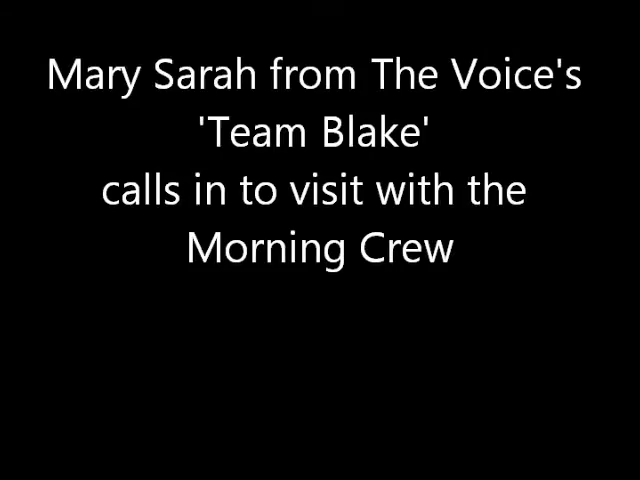 Mary Sarah from The Voice's
'Team Blake'
calls in to visit with the
Morning Crew